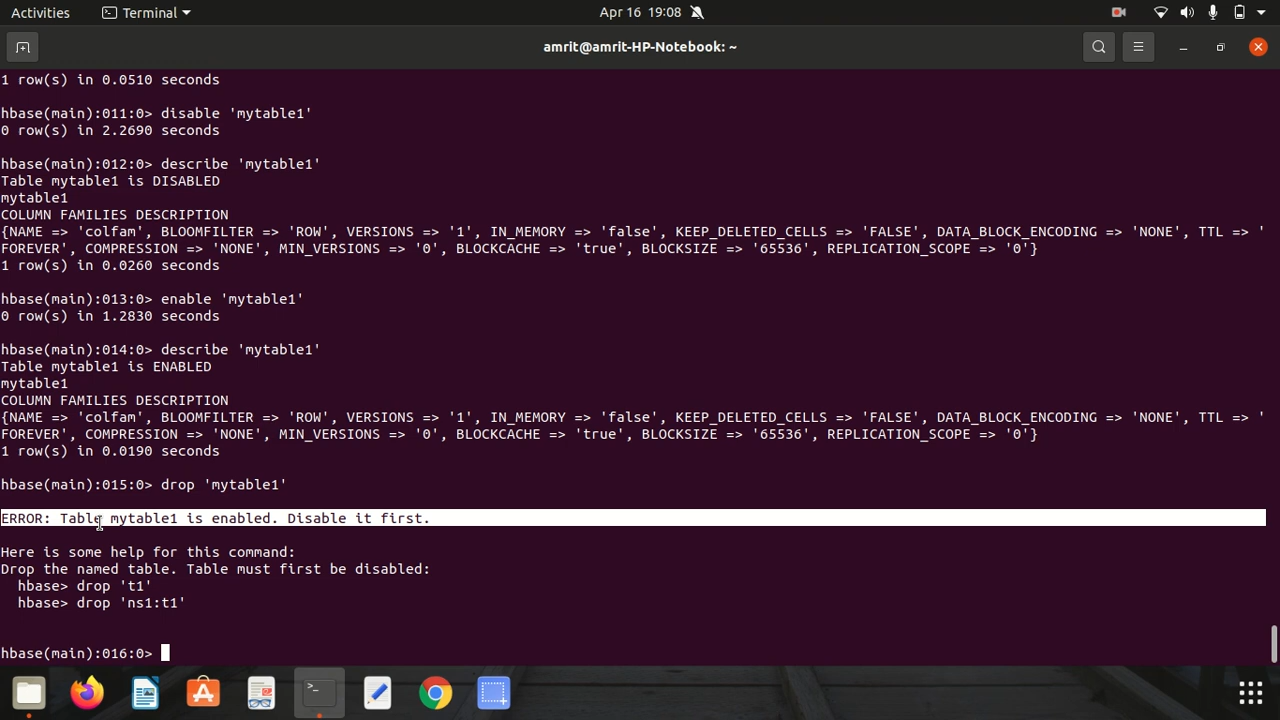 Activities
Terminal
Apr 16 19:08
amrit@amrit-HP-Notebook: ~
1 row(s) in 0.0510 seconds
hbase(main):011:0> disable 'mytable1'
0 row(s) in 2.2690 seconds
hbase(main):012:0> describe 'mytable1'
Table mytable1 is DISABLED
mytable1
COLUMN FAMILIES DESCRIPTION
{NAME => 'colfam', BLOOMFILTER => 'ROW', VERSIONS => '1', IN_MEMORY => 'false', KEEP_DELETED_CELLS => 'FALSE', DATA_BLOCK_ENCODING => 'NONE', TTL => '
FOREVER', COMPRESSION => 'NONE', MIN_VERSIONS => '0', BLOCKCACHE => 'true', BLOCKSIZE => '65536', REPLICATION_SCOPE => '0'}
1 row(s) in 0.0260 seconds
hbase(main):013:0> enable 'mytable1'
0 row(s) in 1.2830 seconds
hbase(main):014:0> describe 'mytable1'
Table mytable1 is ENABLED
mytable1
COLUMN FAMILIES DESCRIPTION
{NAME => 'colfam', BLOOMFILTER => 'ROW', VERSIONS => '1', IN_MEMORY => 'false', KEEP_DELETED_CELLS => 'FALSE', DATA_BLOCK_ENCODING => 'NONE', TTL => '
FOREVER', COMPRESSION => 'NONE', MIN_VERSIONS => '0', BLOCKCACHE => 'true', BLOCKSIZE => '65536', REPLICATION_SCOPE => '0'}
1 row(s) in 0.0190 seconds
hbase(main):015:0> drop 'mytable1'
ERROR: Table mytable1 is enabled. Disable it first.
Here is some help for this command:
Drop the named table. Table must first be disabled:
  hbase> drop 't1'
  hbase> drop 'ns1:t1'
hbase(main):016:0>